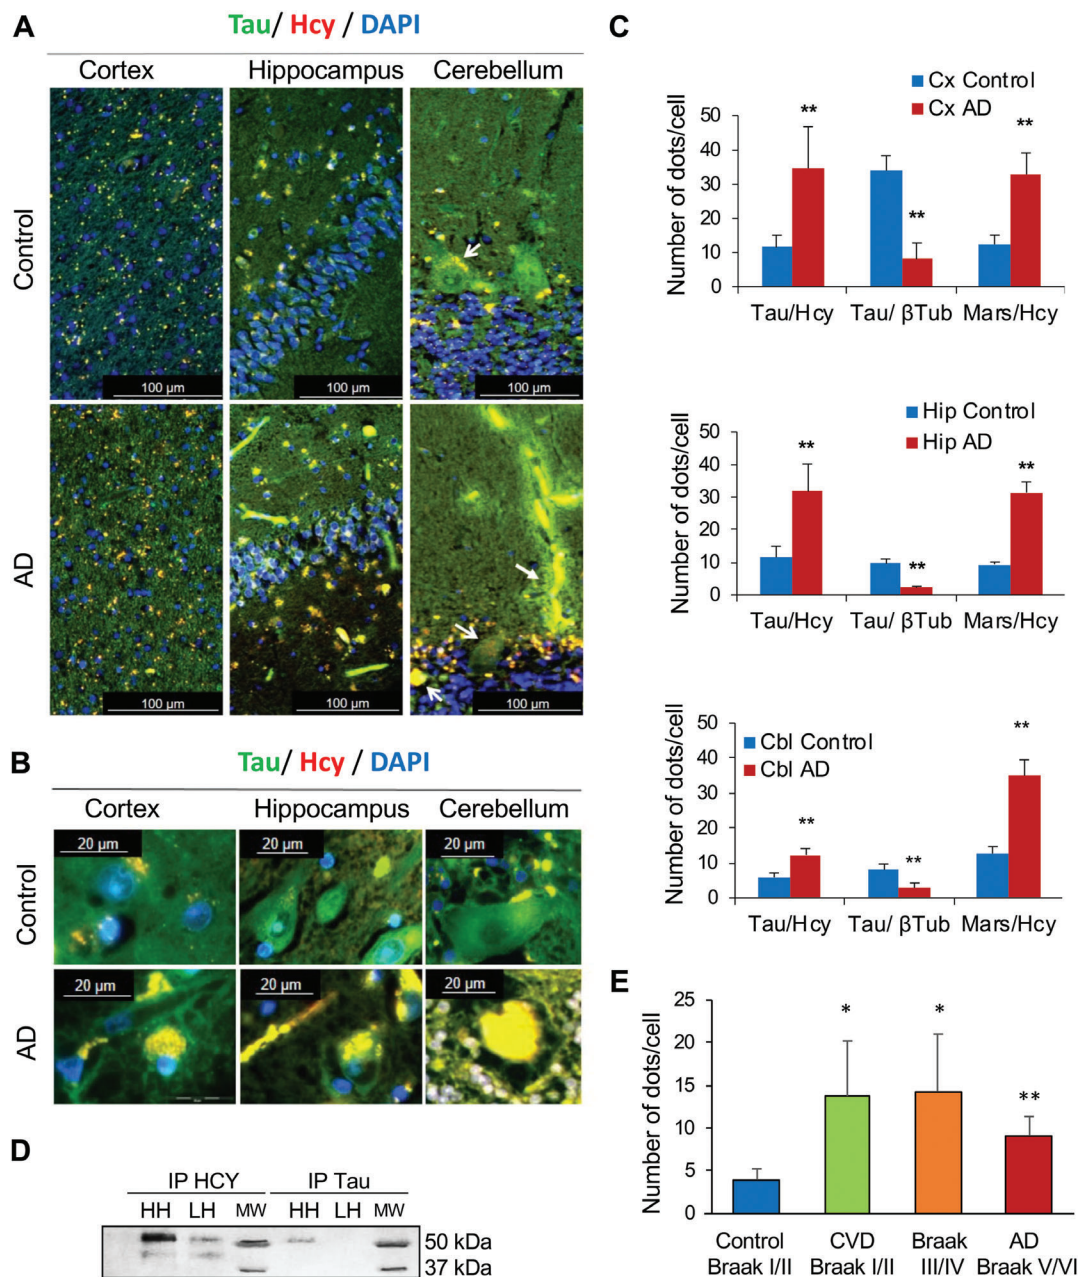 A
Tau/ Hcy / DAPI
Cortex
Hippocampus
Cerebellum
Control
100 µm
100 µm
100 µm
AD
100 µm
100 µm
100 µm
B
Tau/ Hcy / DAPI
Cortex
Hippocampus
Cerebellum
Control
20 µm
20 µm
20 µm
AD
20 µm
20 µm
20 µm
D
IP HCY
IP Tau
HH LH MW HH LH MW
50 kDa
37 kDa
C
Cx Control
Cx AD
Number of dots/cell
50
40
30
20
10
0
**
**
**
Tau/Hcy
Tau/ βTub
Mars/Hcy
Hip Control
Hip AD
Number of dots/cell
50
40
30
20
10
0
**
**
**
Tau/Hcy
Tau/ βTub
Mars/Hcy
Cbl Control
Cbl AD
Number of dots/cell
50
40
30
20
10
0
**
**
**
Tau/Hcy
Tau/ βTub
Mars/Hcy
E
Number of dots/cell
25
20
15
10
5
0
*
*
**
Control
Braak I/II
CVD
Braak I/II
Braak
III/IV
AD
Braak V/VI